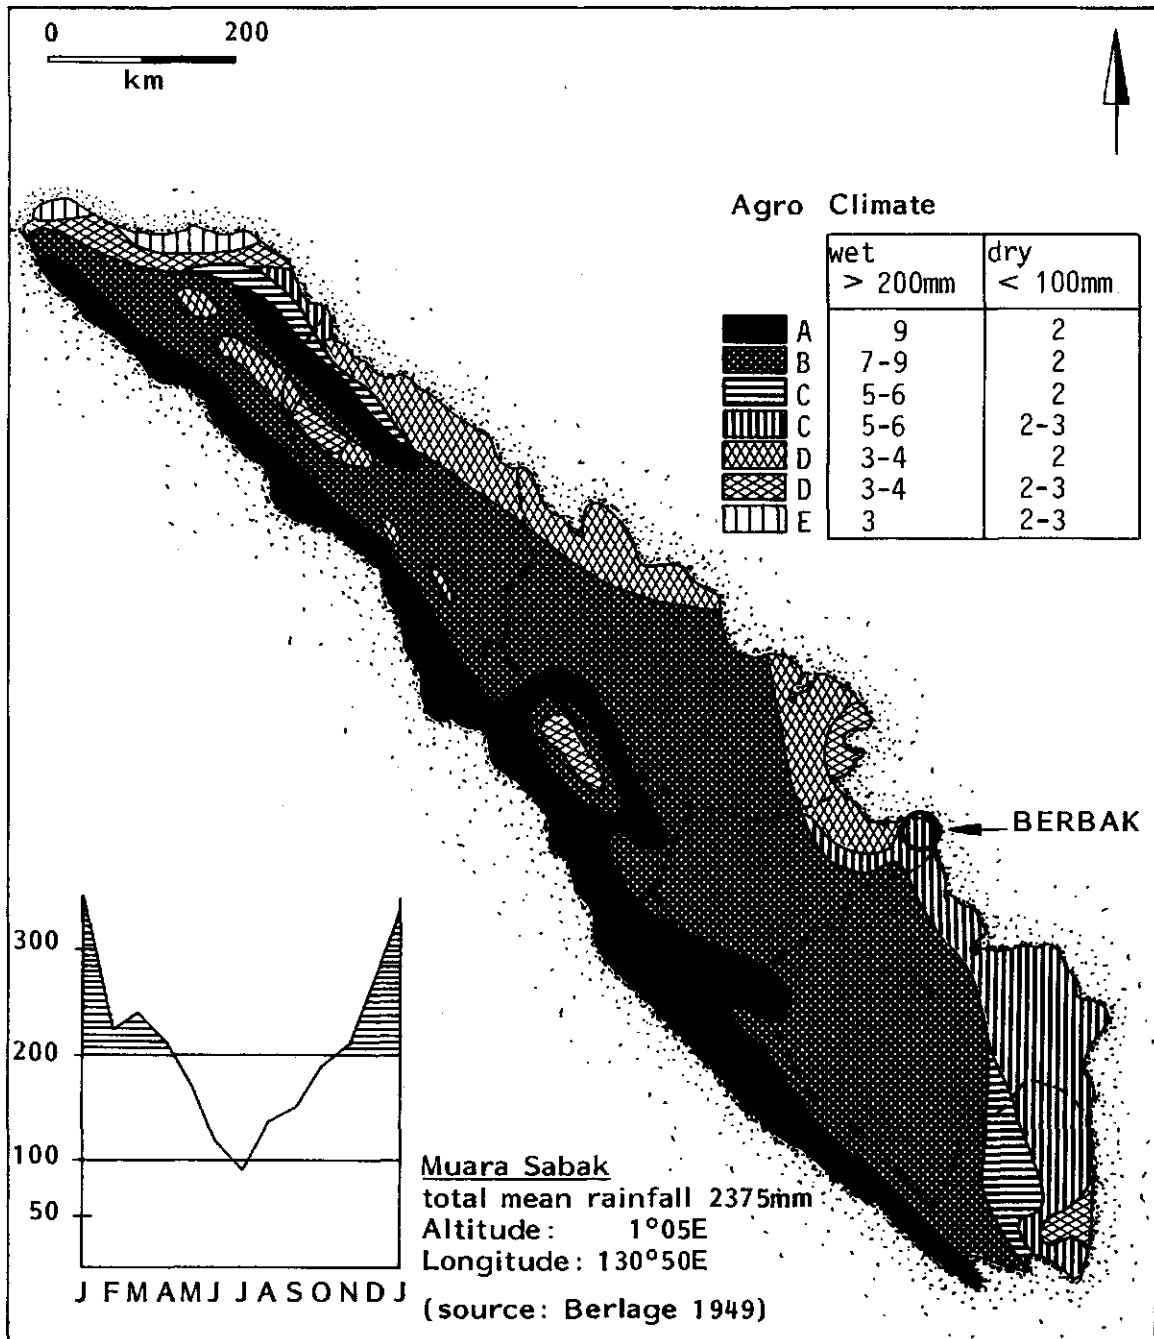 0 200
km
Agro Climate
wet dry
> 200mm < 100mm
A 9 2
B 7-9 2
C 5-6 2
C 5-6 2-3
D 3-4 2
D 3-4 2-3
E 3 2-3
BERBAK
300
200
100
50
J F M A M J J A S O N D J
Muara Sabak
total mean rainfall 2375mm
Altitude: 1°05E
Longitude: 130°50E
(source: Berlage 1949)